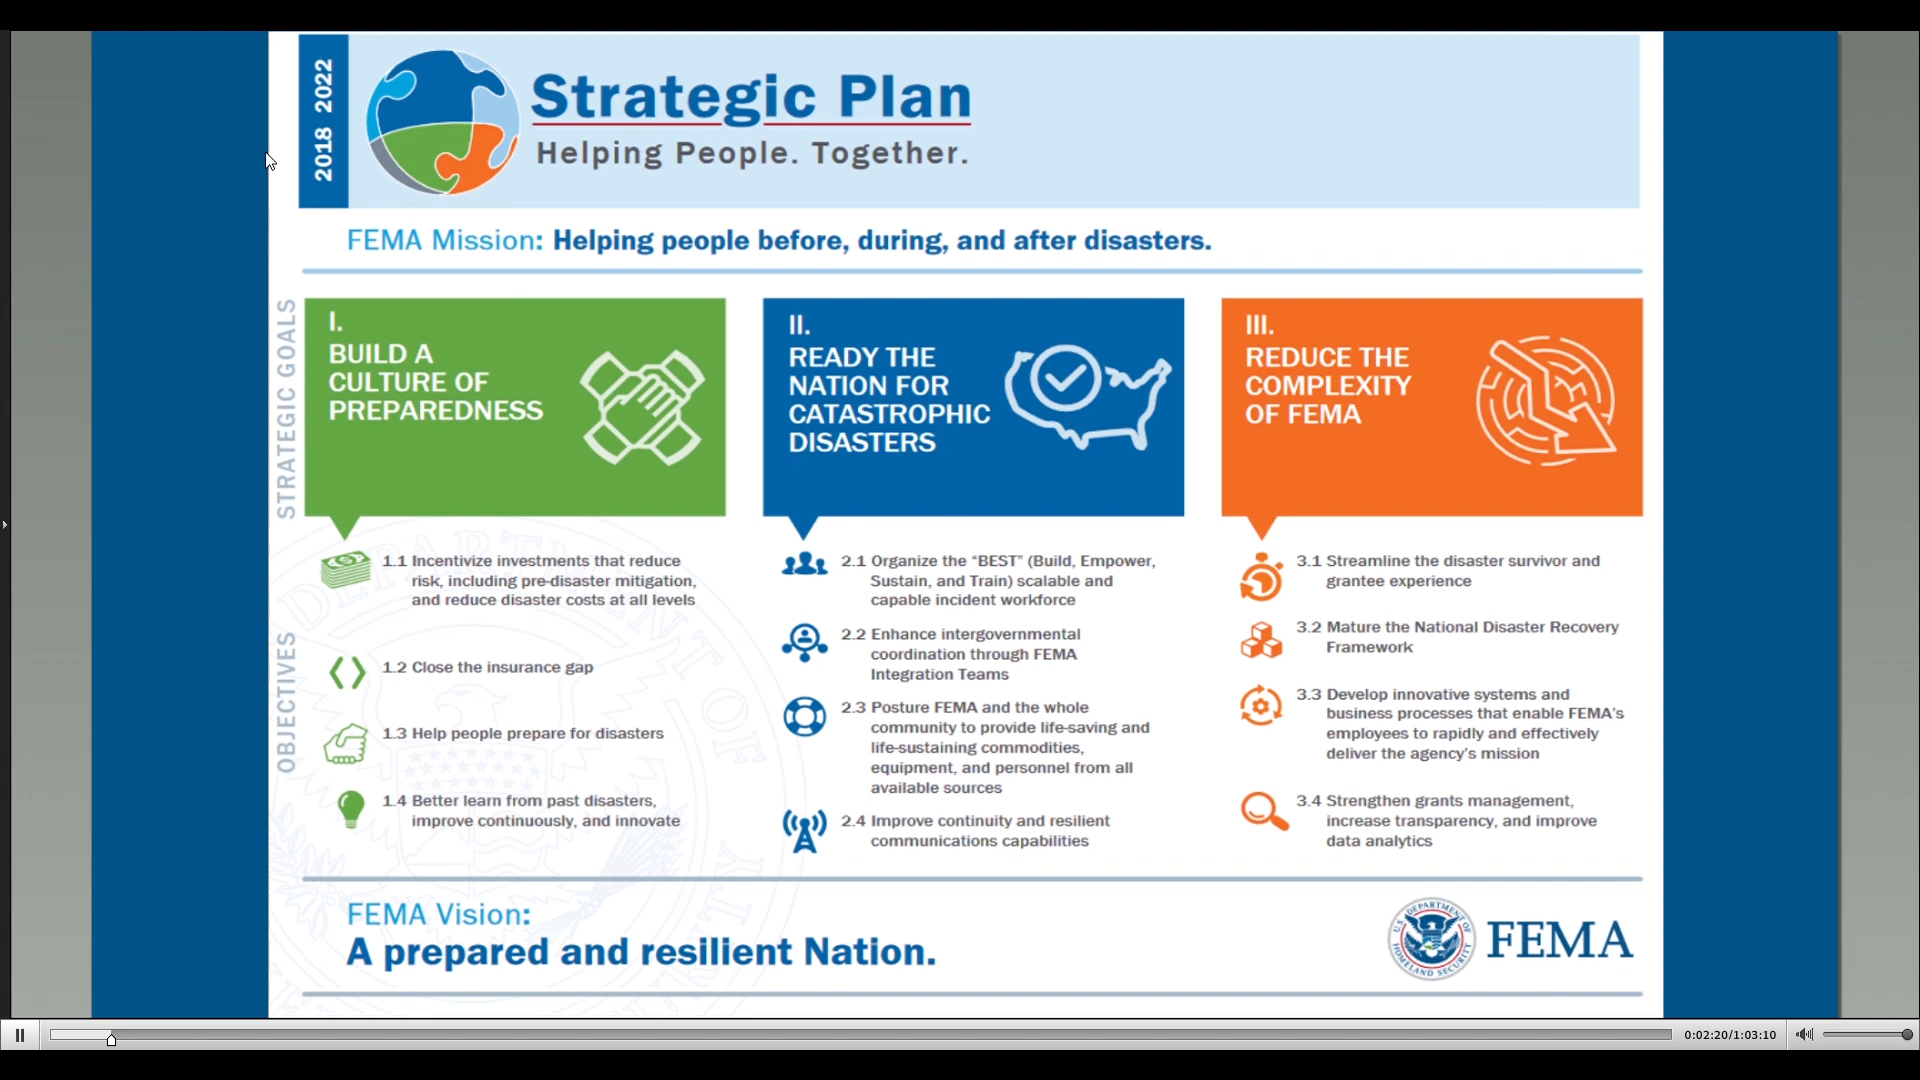 2018 2022
Strategic Plan
Helping People. Together.
FEMA Mission: Helping people before, during, and after disasters.
STRATEGIC GOALS
I.
BUILD A
CULTURE OF
PREPAREDNESS
II.
READY THE
NATION FOR
CATASTROPHIC
DISASTERS
III.
REDUCE THE
COMPLEXITY
OF FEMA
OBJECTIVES
1.1 Incentivize investments that reduce
risk, including pre-disaster mitigation,
and reduce disaster costs at all levels
1.2 Close the insurance gap
1.3 Help people prepare for disasters
1.4 Better learn from past disasters,
improve continuously, and innovate
2.1 Organize the “BEST” (Build, Empower,
Sustain, and Train) scalable and
capable incident workforce
2.2 Enhance intergovernmental
coordination through FEMA
Integration Teams
2.3 Posture FEMA and the whole
community to provide life-saving and
life-sustaining commodities,
equipment, and personnel from all
available sources
2.4 Improve continuity and resilient
communications capabilities
3.1 Streamline the disaster survivor and
grantee experience
3.2 Mature the National Disaster Recovery
Framework
3.3 Develop innovative systems and
business processes that enable FEMA’s
employees to rapidly and effectively
deliver the agency’s mission
3.4 Strengthen grants management,
increase transparency, and improve
data analytics
DEPARTMENT OF
FEMA Vision:
A prepared and resilient Nation.
U.S. DEPARTMENT OF
HOMELAND SECURITY
FEMA
0:02:20/1:03:10